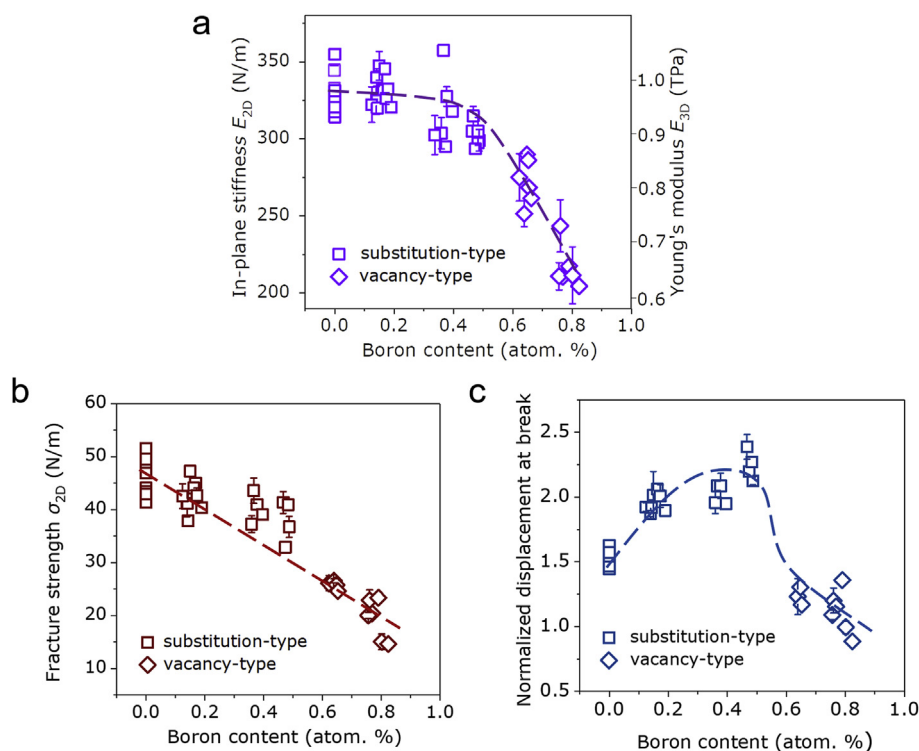 a
In-plane stiffness E2D (N/m)
350
300
250
200
1.0
0.9
0.8
0.7
0.6
Young's modulus E3D (TPa)
substitution-type
vacancy-type
0.0 0.2 0.4 0.6 0.8 1.0
Boron content (atom. %)
b
Fracture strength σ2D (N/m)
60
50
40
30
20
10
0
substitution-type
vacancy-type
0.0 0.2 0.4 0.6 0.8 1.0
Boron content (atom. %)
c
Normalized displacement at break
2.5
2.0
1.5
1.0
0.5
substitution-type
vacancy-type
0.0 0.2 0.4 0.6 0.8 1.0
Boron content (atom. %)